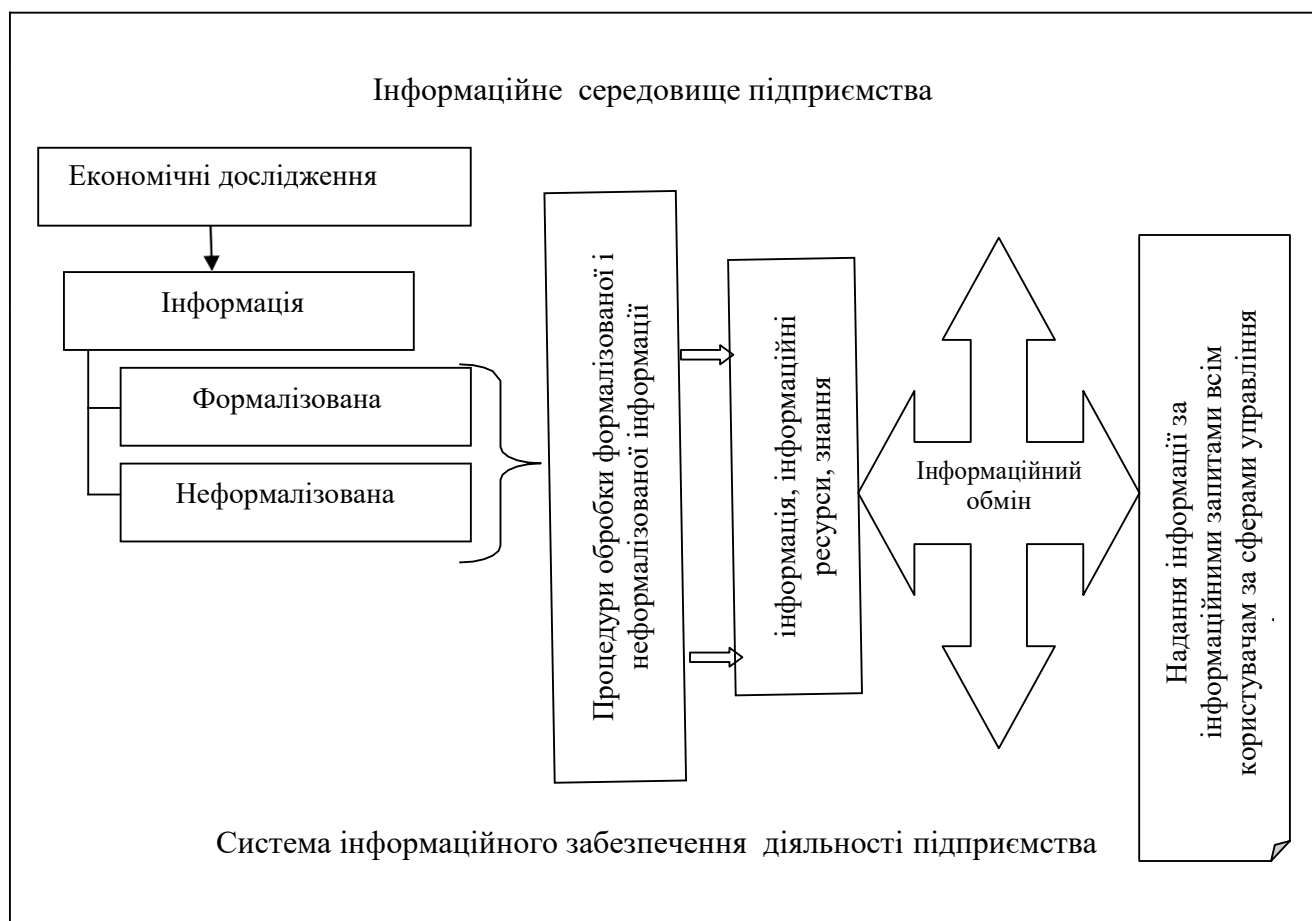 Інформаційне середовище підприємства
Економічні дослідження
Інформація
Формалізована
Неформалізована
Процедури обробки формалізованої і
неформалізованої інформації
інформація, інформаційні
ресурси, знання
Інформаційний
обмін
Надання інформації за
інформаційними запитами всім
користувачам за сферами управління
Система інформаційного забезпечення діяльності підприємства